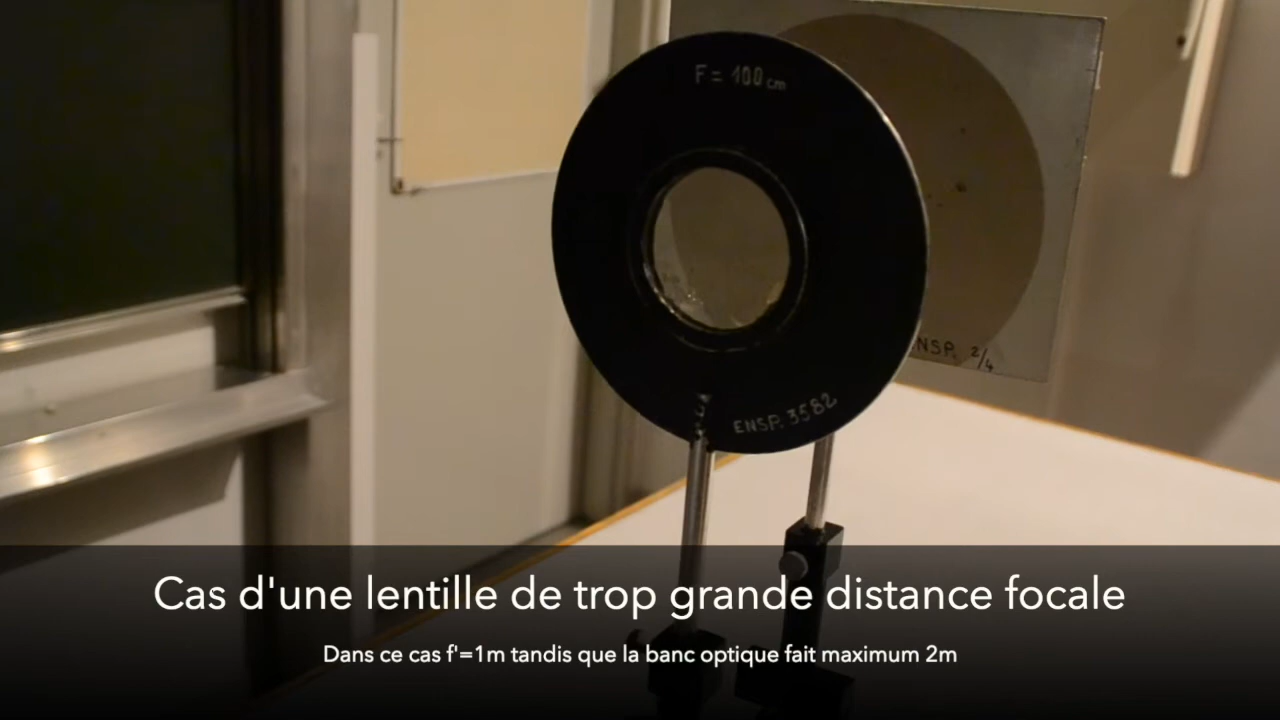 F = 100 cm
NSP. 2/4
ENSP. 3582
Cas d'une lentille de trop grande distance focale
Dans ce cas f'=1m tandis que la banc optique fait maximum 2m